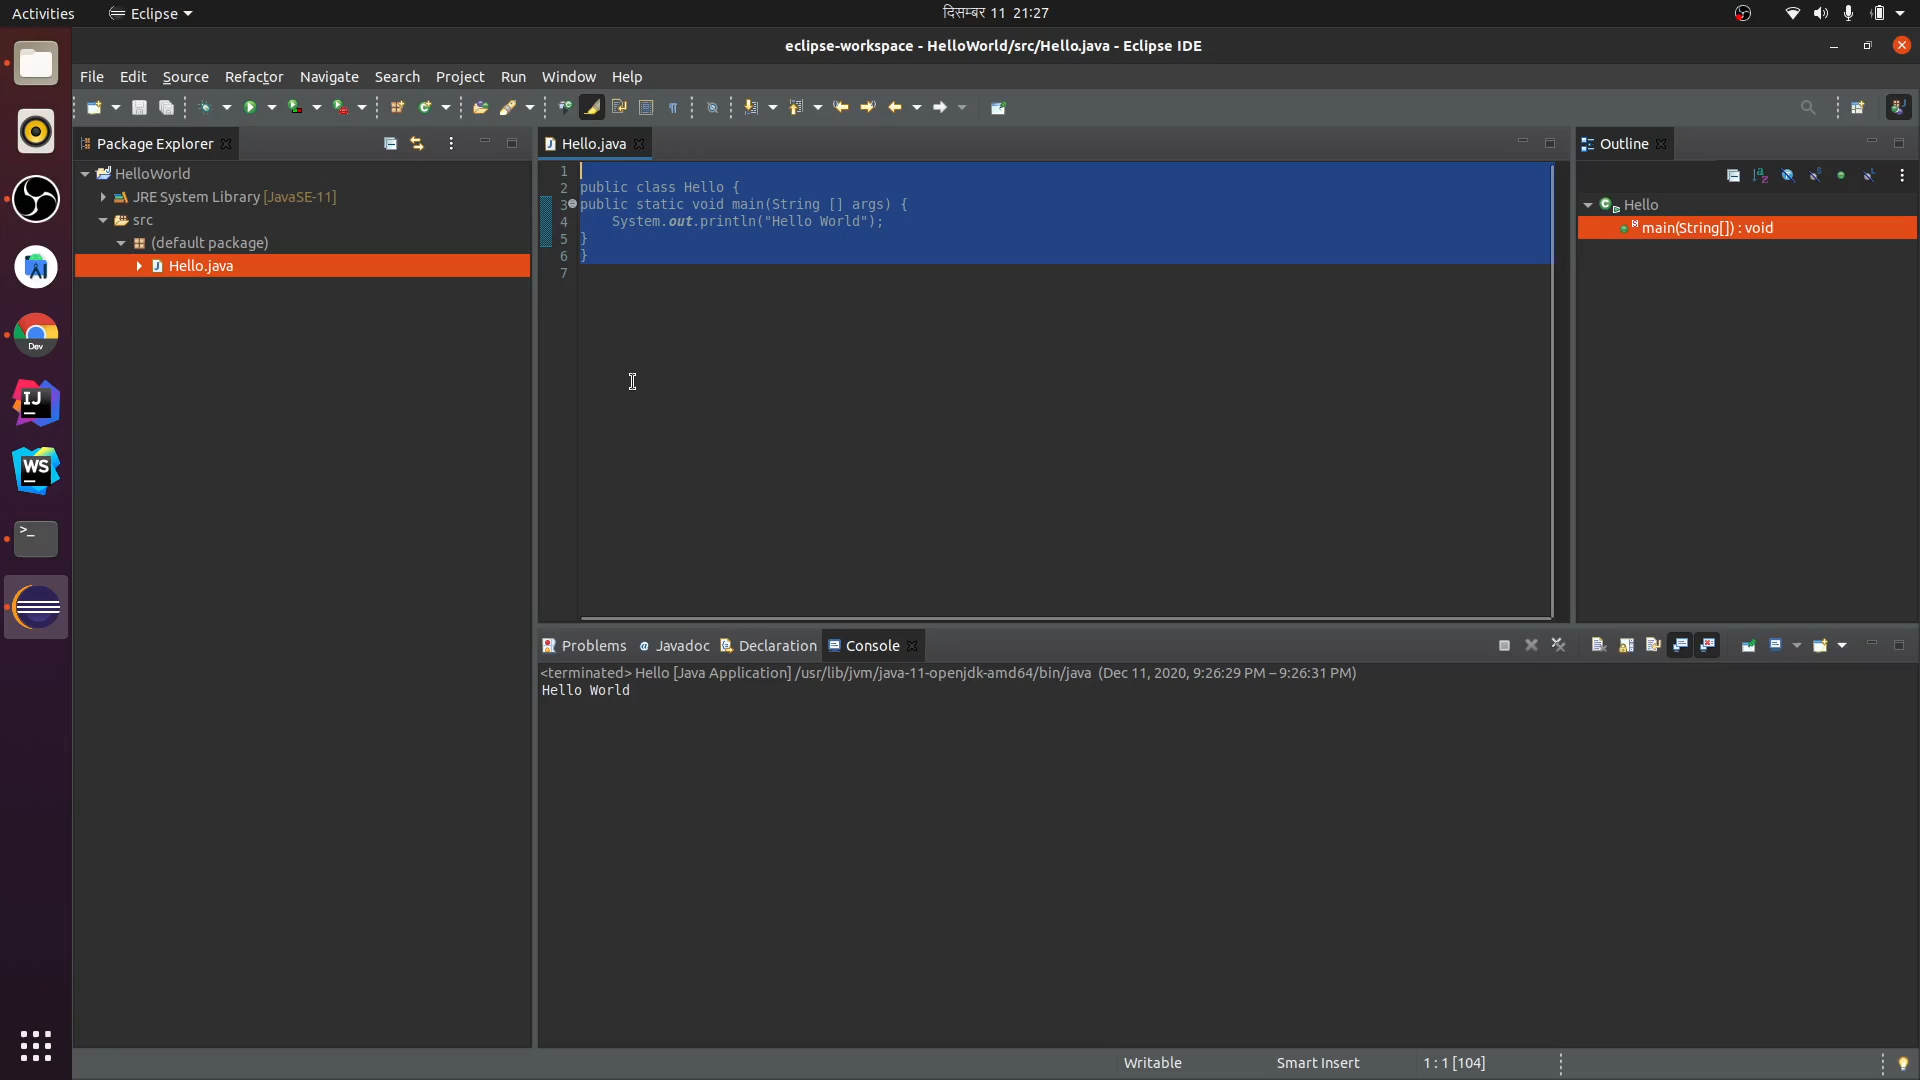 Activities Eclipse दिसम्बर 11 21:27
eclipse-workspace - HelloWorld/src/Hello.java - Eclipse IDE
File Edit Source Refactor Navigate Search Project Run Window Help
Package Explorer
HelloWorld
JRE System Library [JavaSE-11]
src
(default package)
Hello.java
Hello.java
1
2 public class Hello {
3 public static void main(String [] args) {
4 System.out.println("Hello World");
5 }
6 }
7
Outline
Hello
main(String[]) : void
Problems Javadoc Declaration Console
<terminated> Hello [Java Application] /usr/lib/jvm/java-11-openjdk-amd64/bin/java (Dec 11, 2020, 9:26:29 PM – 9:26:31 PM)
Hello World
Dev
IJ
WS
>_
Writable Smart Insert 1 : 1 [104]